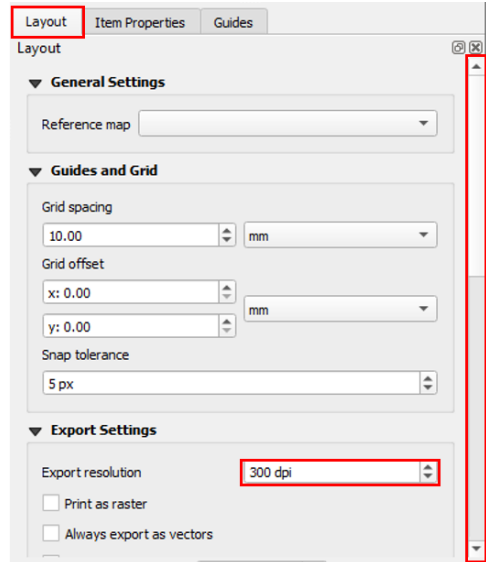 Layout Item Properties Guides
Layout
General Settings
Reference map
Guides and Grid
Grid spacing
10.00 mm
Grid offset
x: 0.00
mm
y: 0.00
Snap tolerance
5 px
Export Settings
Export resolution 300 dpi
Print as raster
Always export as vectors